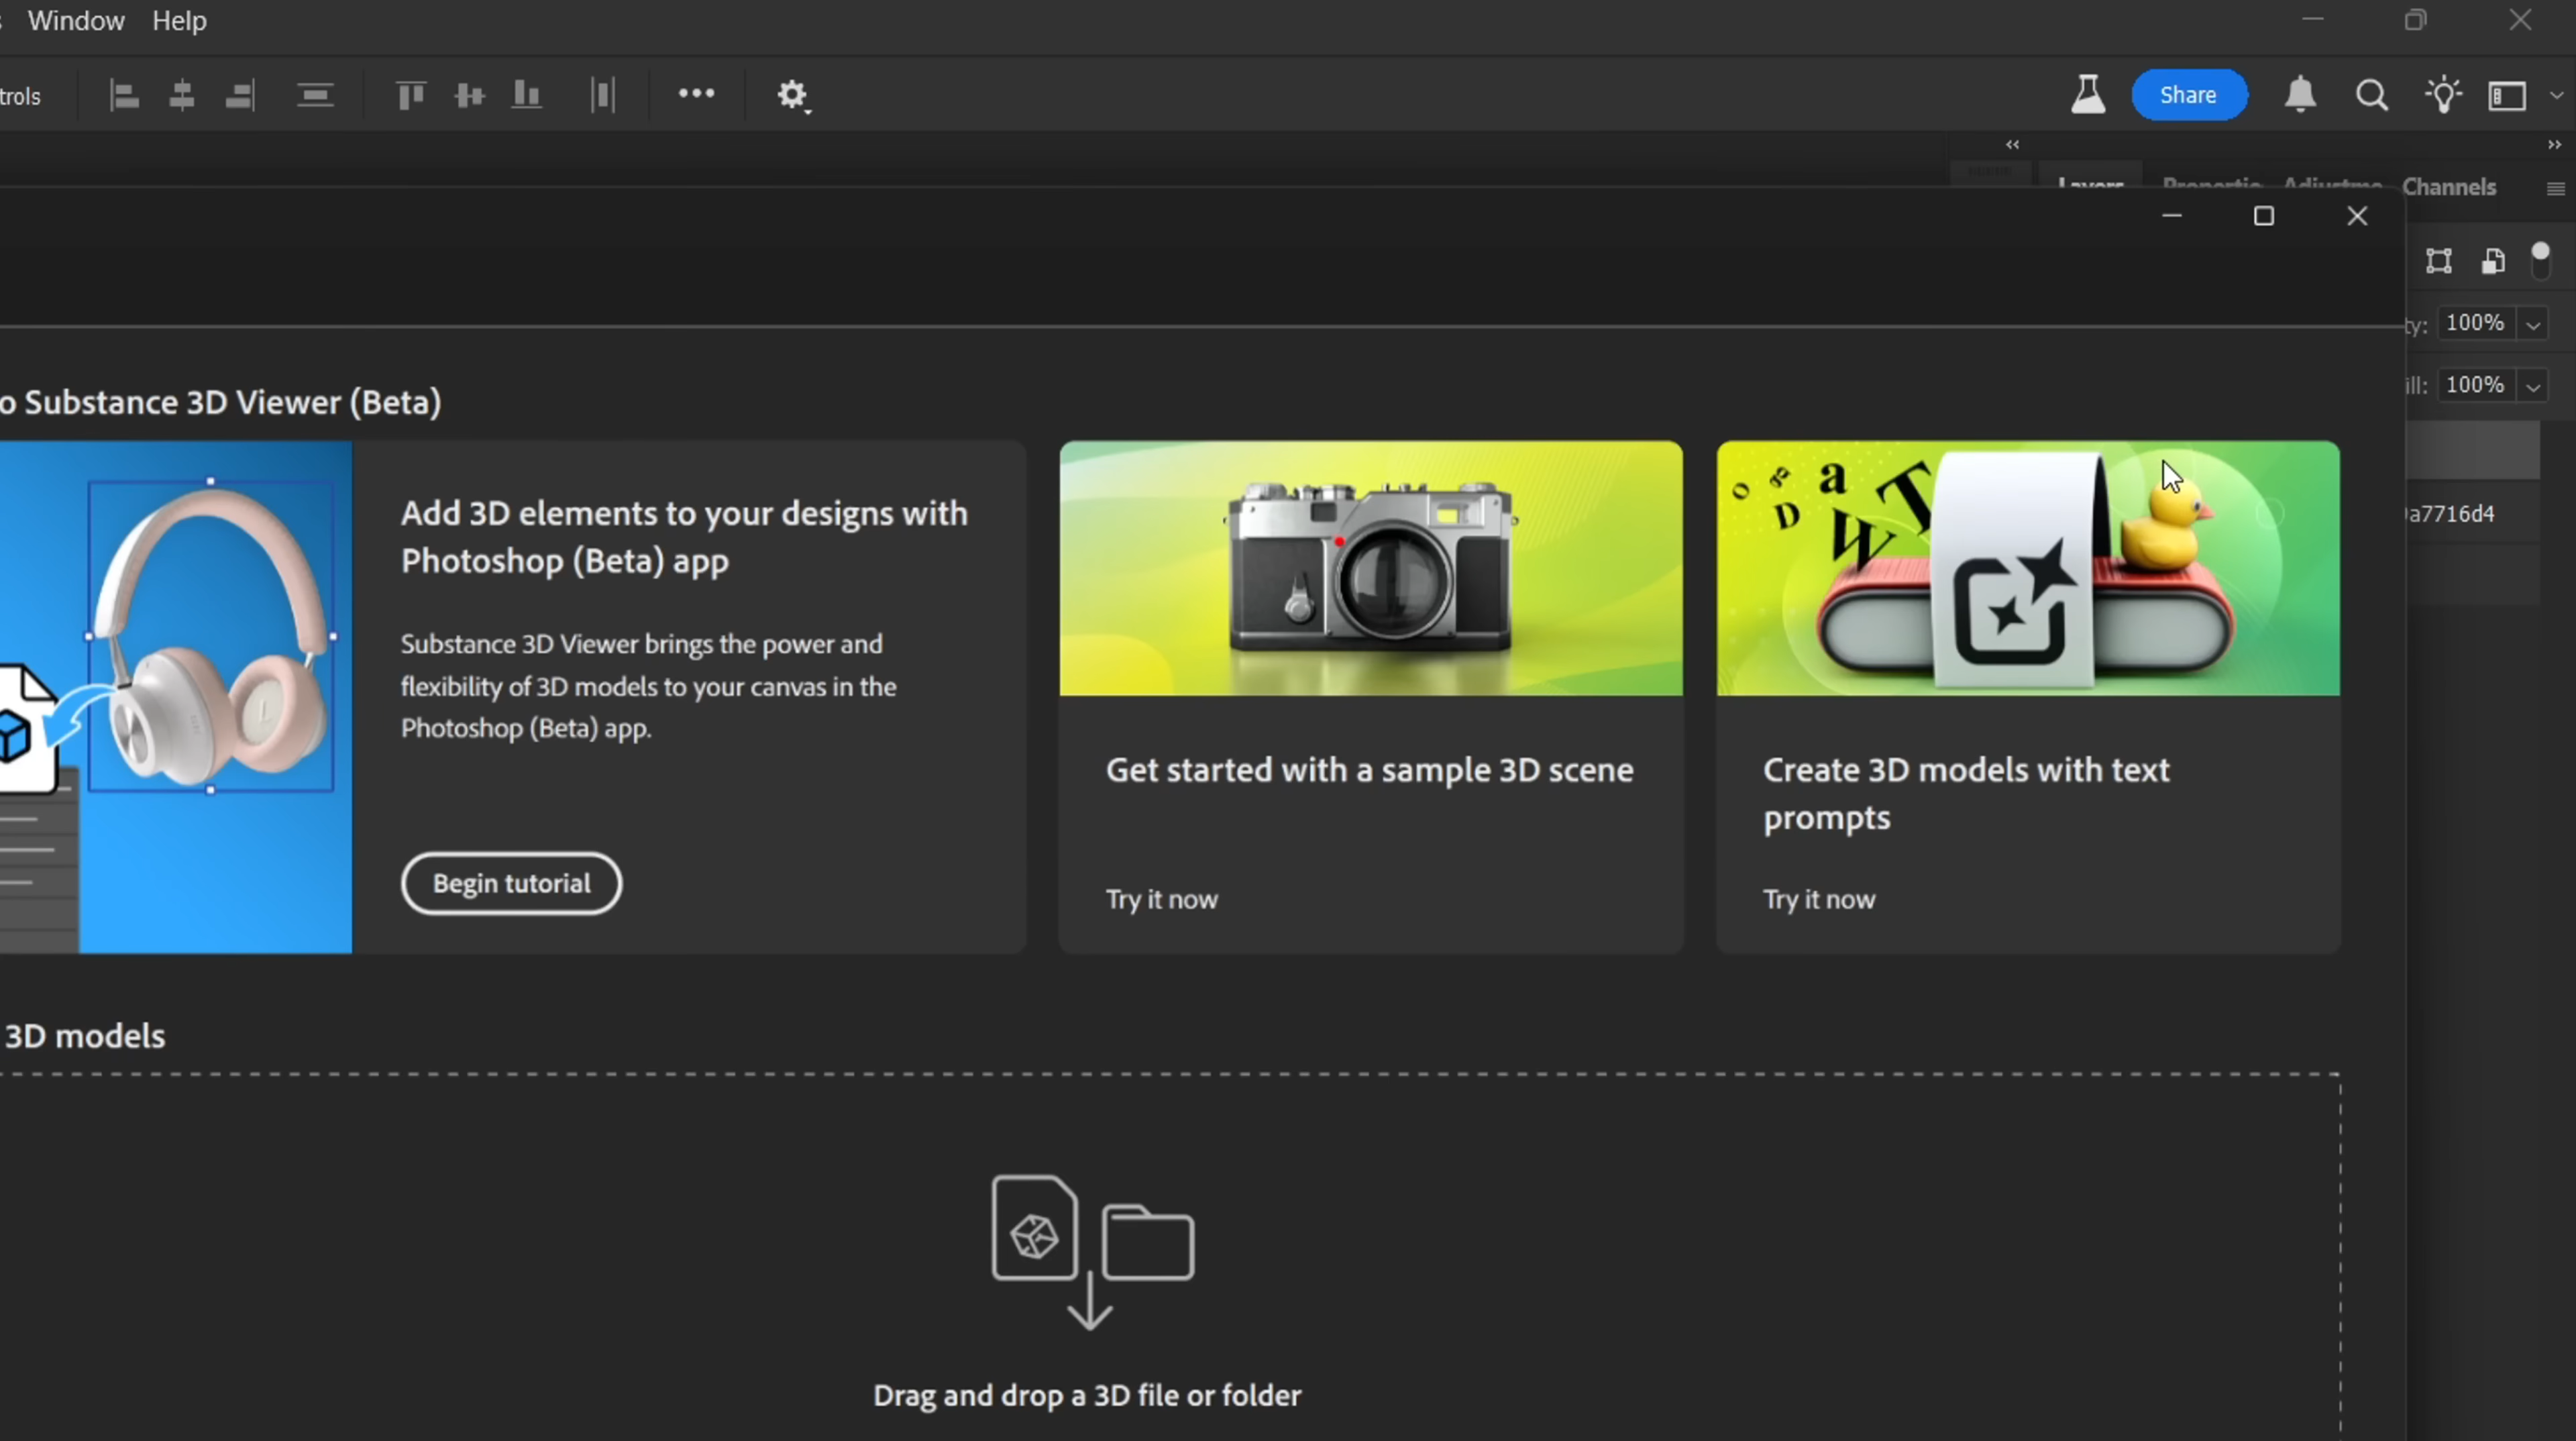 Window Help
trols
Share
Layers Channels
ty: 100%
ill: 100%
a7716d4
o Substance 3D Viewer (Beta)
Add 3D elements to your designs with
Photoshop (Beta) app
Substance 3D Viewer brings the power and
flexibility of 3D models to your canvas in the
Photoshop (Beta) app.
Begin tutorial
Get started with a sample 3D scene
Try it now
Create 3D models with text
prompts
Try it now
3D models
Drag and drop a 3D file or folder